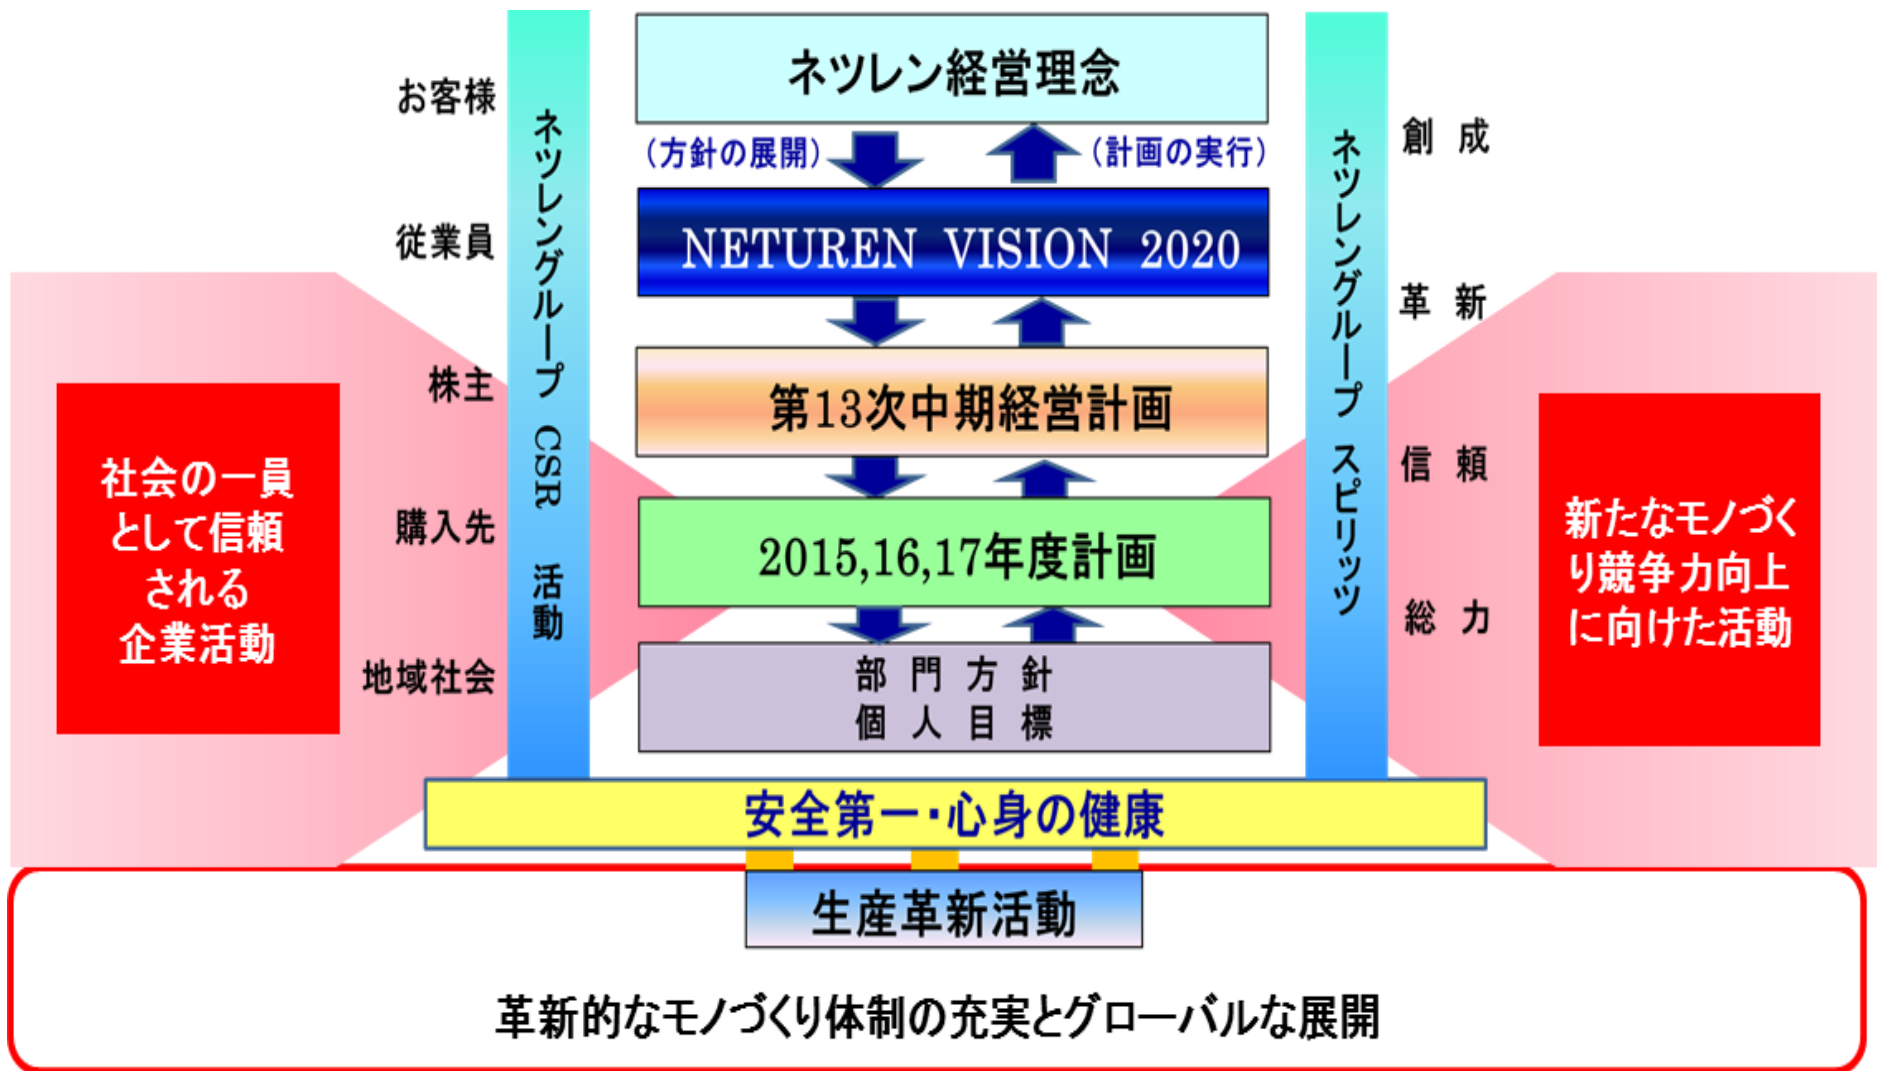 ネツレン経営理念
（方針の展開）
（計画の実行）
NETUREN VISION 2020
第13次中期経営計画
2015,16,17年度計画
部門方針
個人目標
お客様
従業員
株主
購入先
地域社会
ネツレングループ CSR 活動
ネツレングループ スピリッツ
創成
革新
信頼
総力
社会の一員
として信頼
される
企業活動
新たなモノづく
り競争力向上
に向けた活動
安全第一・心身の健康
生産革新活動
革新的なモノづくり体制の充実とグローバルな展開